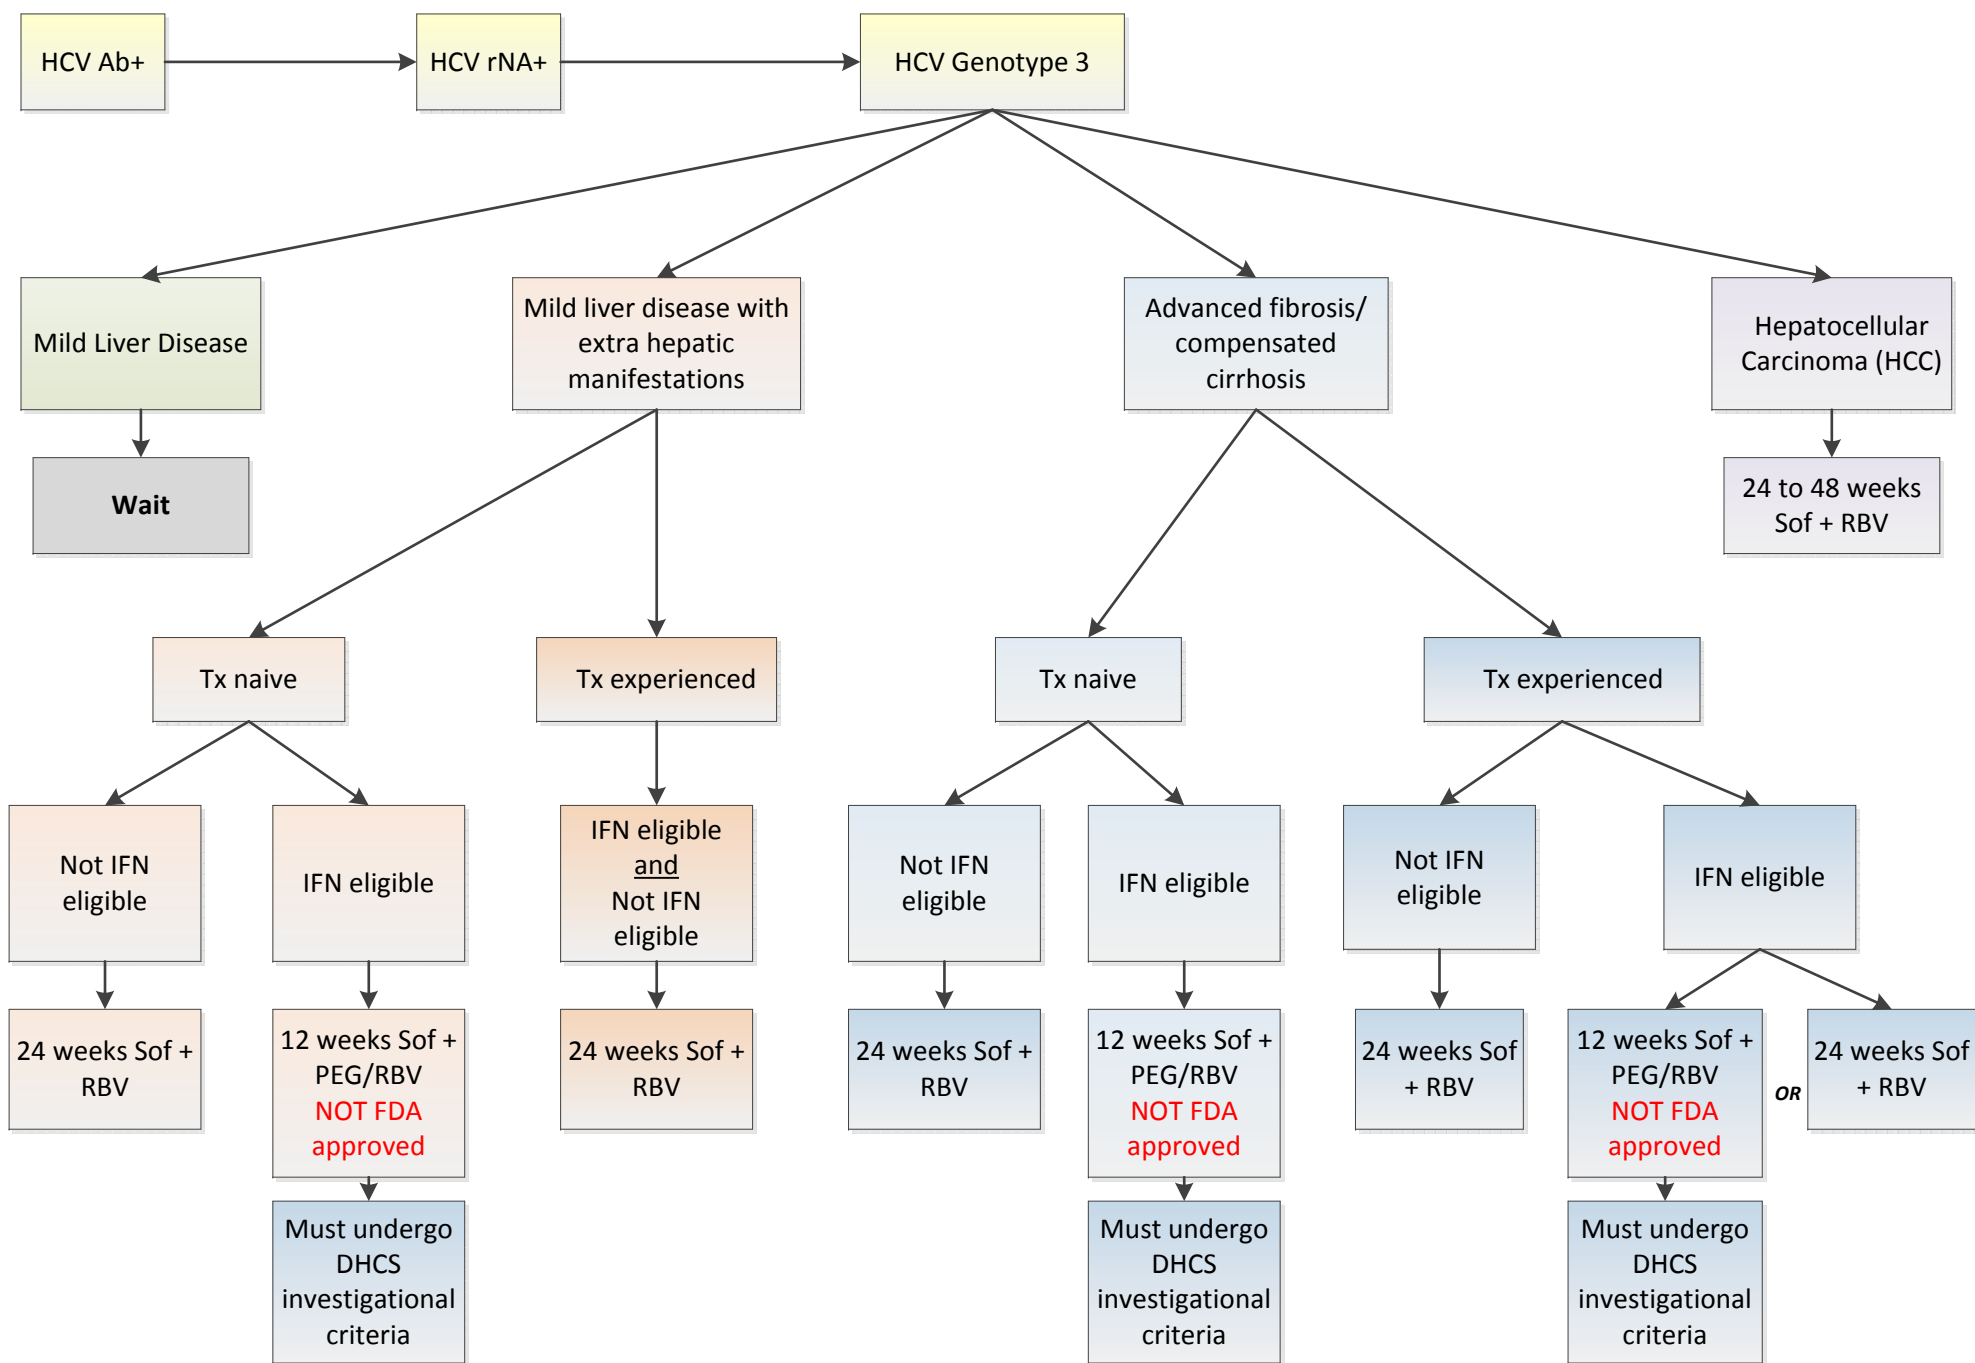 HCV Ab+
HCV rNA+
HCV Genotype 3
Mild Liver Disease
Mild liver disease with
extra hepatic
manifestations
Advanced fibrosis/
compensated
cirrhosis
Hepatocellular
Carcinoma (HCC)
Wait
24 to 48 weeks
Sof + RBV
Tx naive
Tx experienced
Tx naive
Tx experienced
Not IFN
eligible
IFN eligible
IFN eligible
and
Not IFN
eligible
Not IFN
eligible
IFN eligible
Not IFN
eligible
IFN eligible
24 weeks Sof +
RBV
12 weeks Sof +
PEG/RBV
NOT FDA
approved
24 weeks Sof +
RBV
24 weeks Sof +
RBV
12 weeks Sof +
PEG/RBV
NOT FDA
approved
24 weeks Sof
+ RBV
12 weeks Sof +
PEG/RBV
NOT FDA
approved
OR
24 weeks Sof
+ RBV
Must undergo
DHCS
investigational
criteria
Must undergo
DHCS
investigational
criteria
Must undergo
DHCS
investigational
criteria